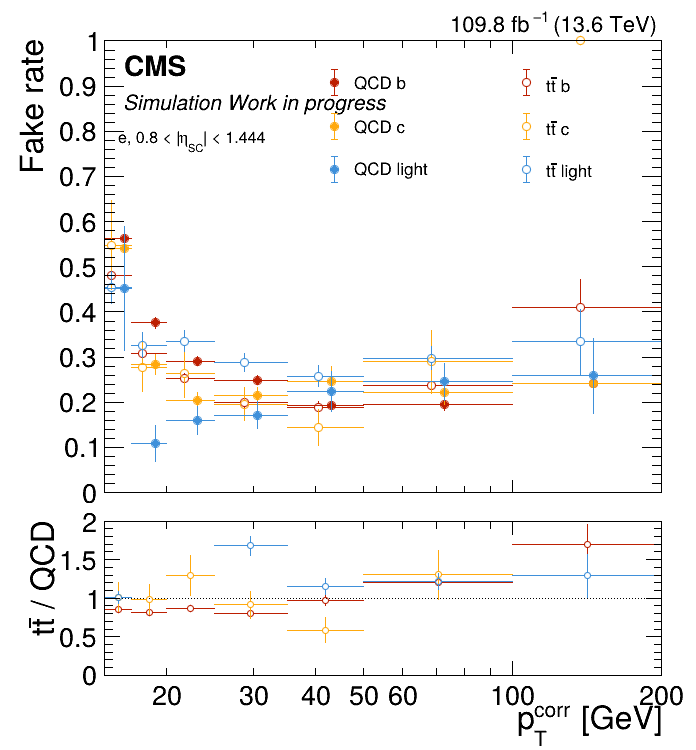 109.8 fb⁻¹ (13.6 TeV)
CMS
Simulation Work in progress
e, 0.8 < |η_SC| < 1.444
QCD b
QCD c
QCD light
tt̄ b
tt̄ c
tt̄ light
Fake rate
1
0.9
0.8
0.7
0.6
0.5
0.4
0.3
0.2
0.1
0
tt̄ / QCD
2
1.5
1
0.5
0
20 30 40 50 60 100 200
p_T^corr [GeV]